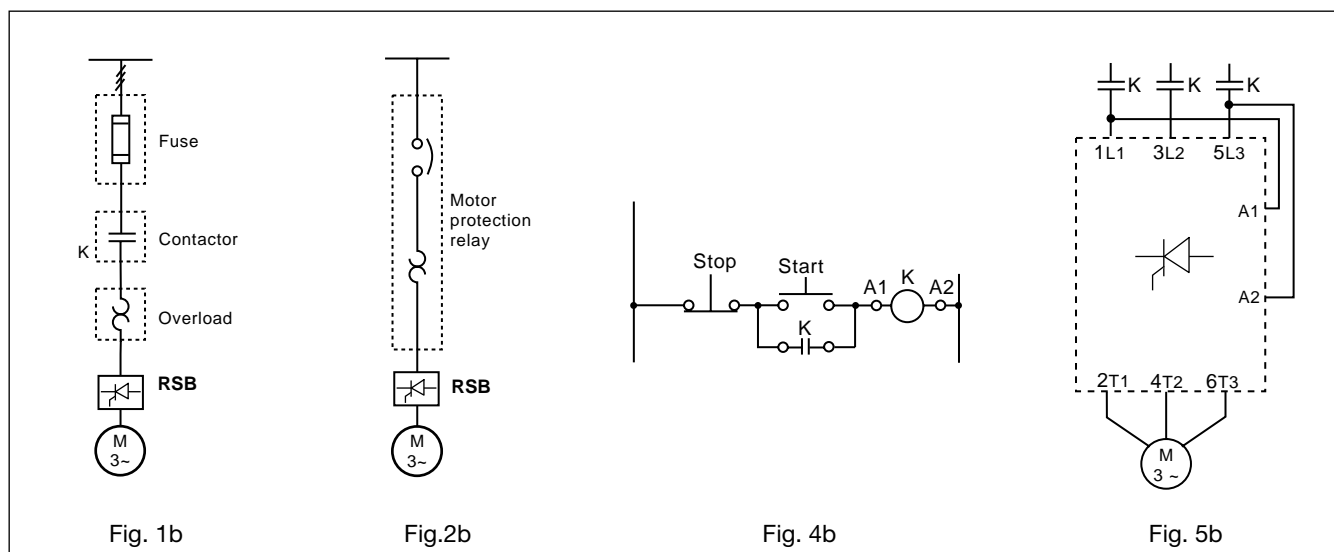 Fuse
K
Contactor
Overload
RSB
M
3~
Fig. 1b
Motor
protection
relay
RSB
M
3~
Fig.2b
Stop
Start
A1
K
A2
K
Fig. 4b
K
K
K
1L1
3L2
5L3
A1
A2
2T1
4T2
6T3
M
3 ~
Fig. 5b